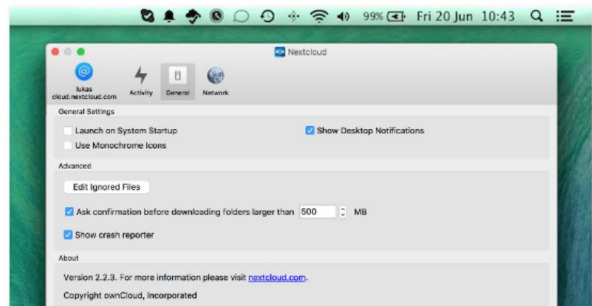 99% Fri 20 Jun 10:43
Nextcloud
lukas
cloud.nextcloud.com
Activity
General
Network
General Settings
Launch on System Startup
Show Desktop Notifications
Use Monochrome Icons
Advanced
Edit Ignored Files
Ask confirmation before downloading folders larger than 500 MB
Show crash reporter
About
Version 2.2.3. For more information please visit nextcloud.com.
Copyright ownCloud, Incorporated